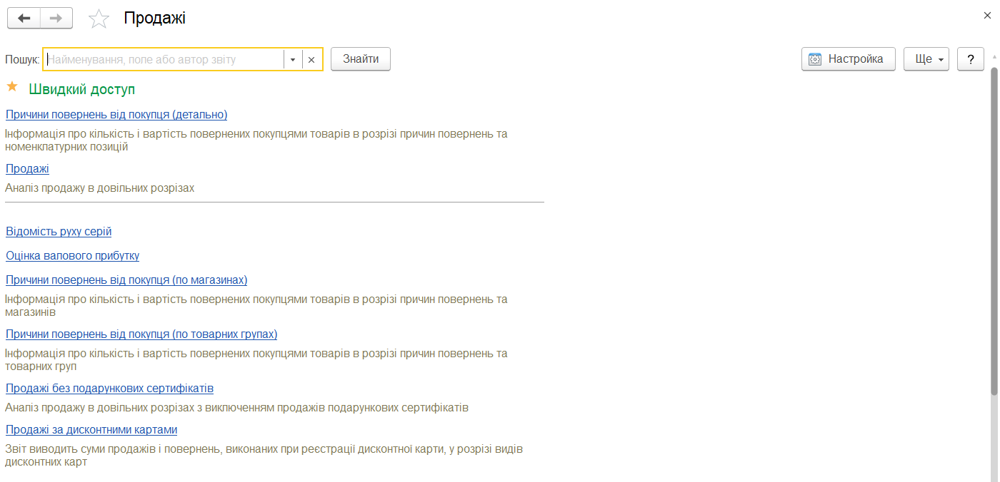 Продажі
Пошук: Найменування, поле або автор звіту Знайти Настройка Ще ?
Швидкий доступ
Причини повернень від покупця (детально)
Інформація про кількість і вартість повернених покупцями товарів в розрізі причин повернень та
номенклатурних позицій
Продажі
Аналіз продажу в довільних розрізах
Відомість руху серій
Оцінка валового прибутку
Причини повернень від покупця (по магазинах)
Інформація про кількість і вартість повернених покупцями товарів в розрізі причин повернень та
магазинів
Причини повернень від покупця (по товарних групах)
Інформація про кількість і вартість повернених покупцями товарів в розрізі причин повернень та
товарних груп
Продажі без подарункових сертифікатів
Аналіз продажу в довільних розрізах з виключенням продажів подарункових сертифікатів
Продажі за дисконтними картами
Звіт виводить суми продажів і повернень, виконаних при реєстрації дисконтної карти, у розрізі видів
дисконтних карт